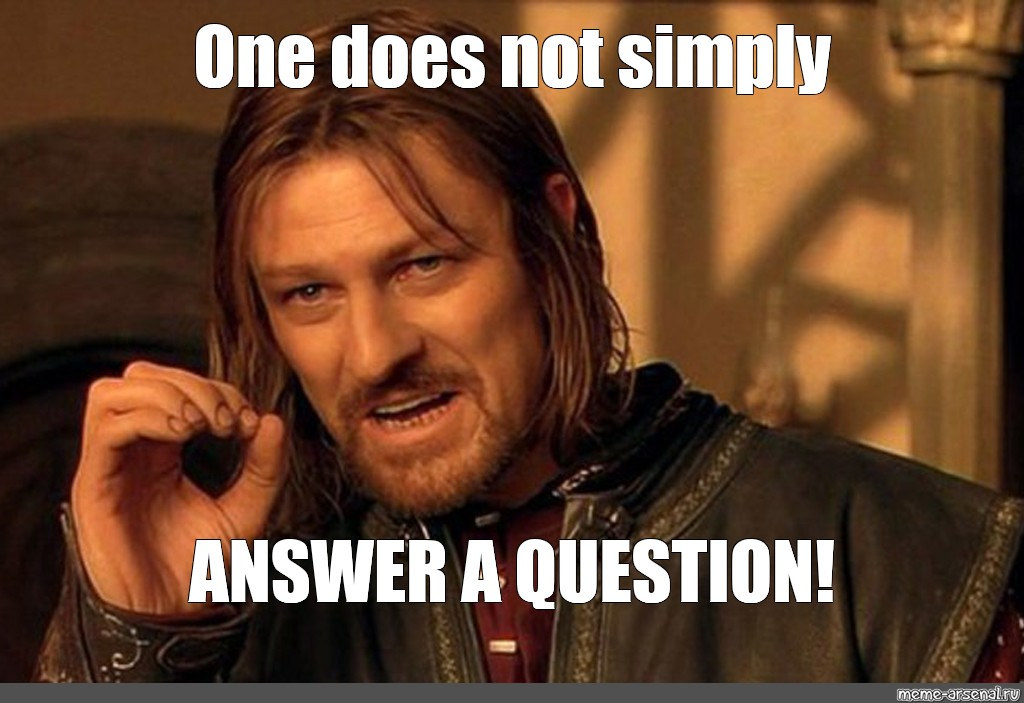 One does not simply
ANSWER A QUESTION!
meme-arsenal.ru